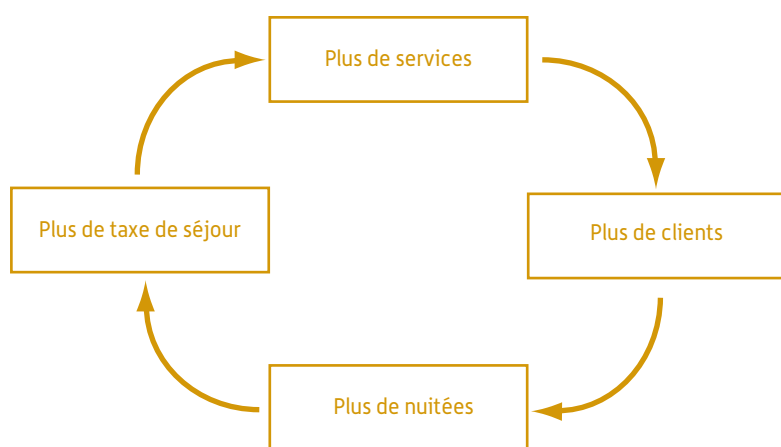 Plus de services
Plus de taxe de séjour
Plus de clients
Plus de nuitées